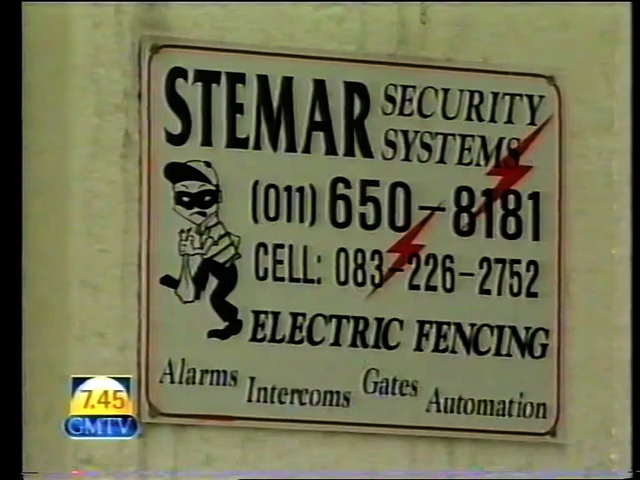 STEMAR SECURITY SYSTEMS
(011) 650-8181
CELL: 083-226-2752
ELECTRIC FENCING
Alarms Intercoms Gates Automation
7.45
GMTV